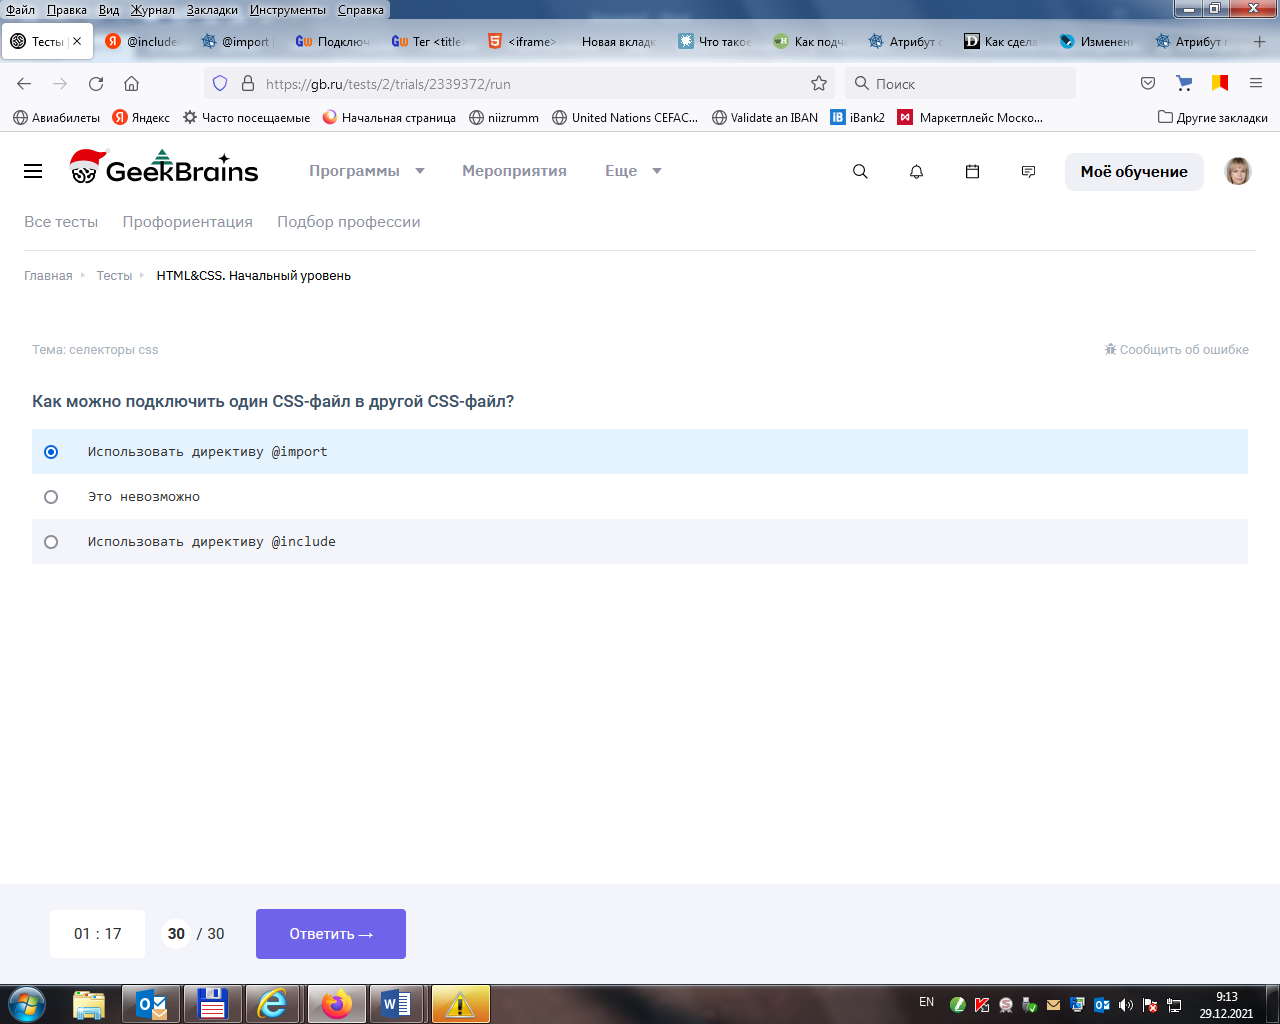 Файл Правка Вид Журнал Закладки Инструменты Справка
Тесты @include @import Подключ Тег <title> <iframe> Новая вкладк Что такое Как подч Атрибут Как сдела Изменен Атрибут
https://gb.ru/tests/2/trials/2339372/run Поиск
Авиабилеты Яндекс Часто посещаемые Начальная страница niizrumm United Nations CEFAC... Validate an IBAN iBank2 Маркетплейс Моско... Другие закладки
GeekBrains Программы Мероприятия Еще Моё обучение
Все тесты Профориентация Подбор профессии
Главная Тесты HTML&CSS. Начальный уровень
Тема: селекторы css Сообщить об ошибке
Как можно подключить один CSS-файл в другой CSS-файл?
Использовать директиву @import
Это невозможно
Использовать директиву @include
01 : 17 30 / 30 Ответить →
EN 9:13
29.12.2021